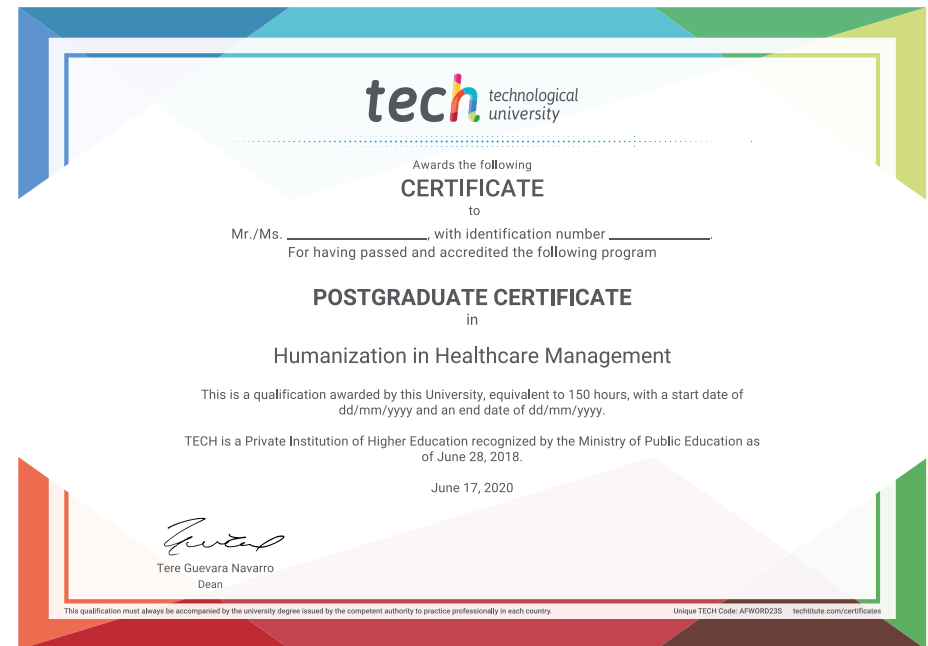 tech technological
university
Awards the following
CERTIFICATE
to
Mr./Ms. ____________________, with identification number ______________.
For having passed and accredited the following program
POSTGRADUATE CERTIFICATE
in
Humanization in Healthcare Management
This is a qualification awarded by this University, equivalent to 150 hours, with a start date of
dd/mm/yyyy and an end date of dd/mm/yyyy.
TECH is a Private Institution of Higher Education recognized by the Ministry of Public Education as
of June 28, 2018.
June 17, 2020
Tere Guevara Navarro
Dean
This qualification must always be accompanied by the university degree issued by the competent authority to practice professionally in each country.
Unique TECH Code: AFWORD23S techtitute.com/certificates